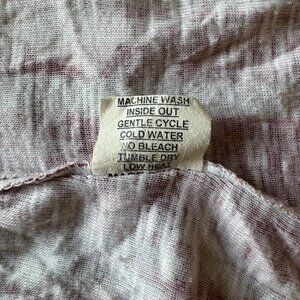 MACHINE WASH
INSIDE OUT
GENTLE CYCLE
COLD WATER
NO BLEACH
TUMBLE DRY
LOW HEAT